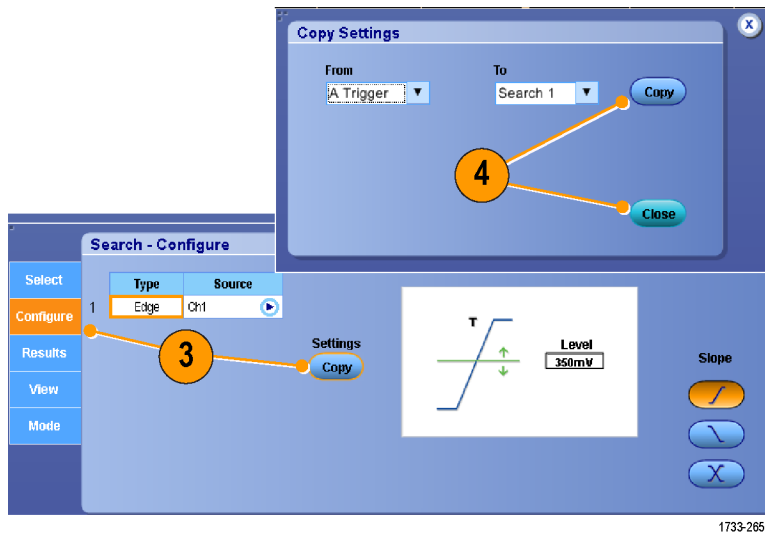 Copy Settings
X
From To
A Trigger Search 1 Copy
4
Close
Search - Configure
Select
Type Source
1 Edge Ch1
Configure
Results
3
Settings
Copy
View
Mode
T
Level
350mV
Slope
1733-265